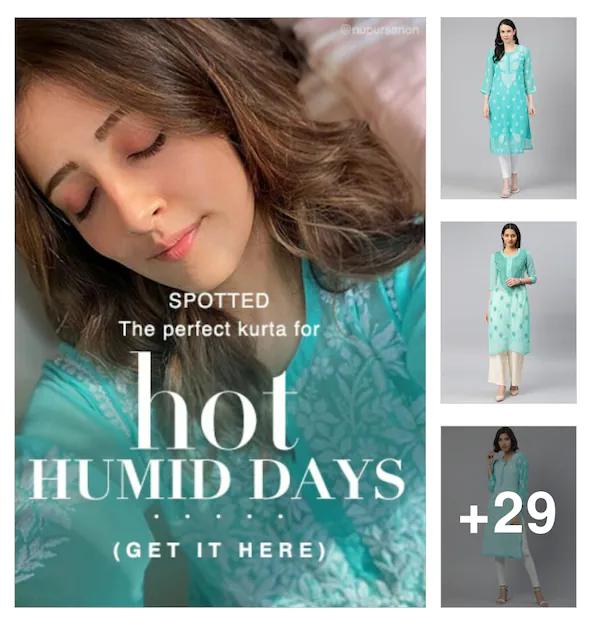 @nupursanon
SPOTTED
The perfect kurta for
hot
HUMID DAYS
(GET IT HERE)
+29